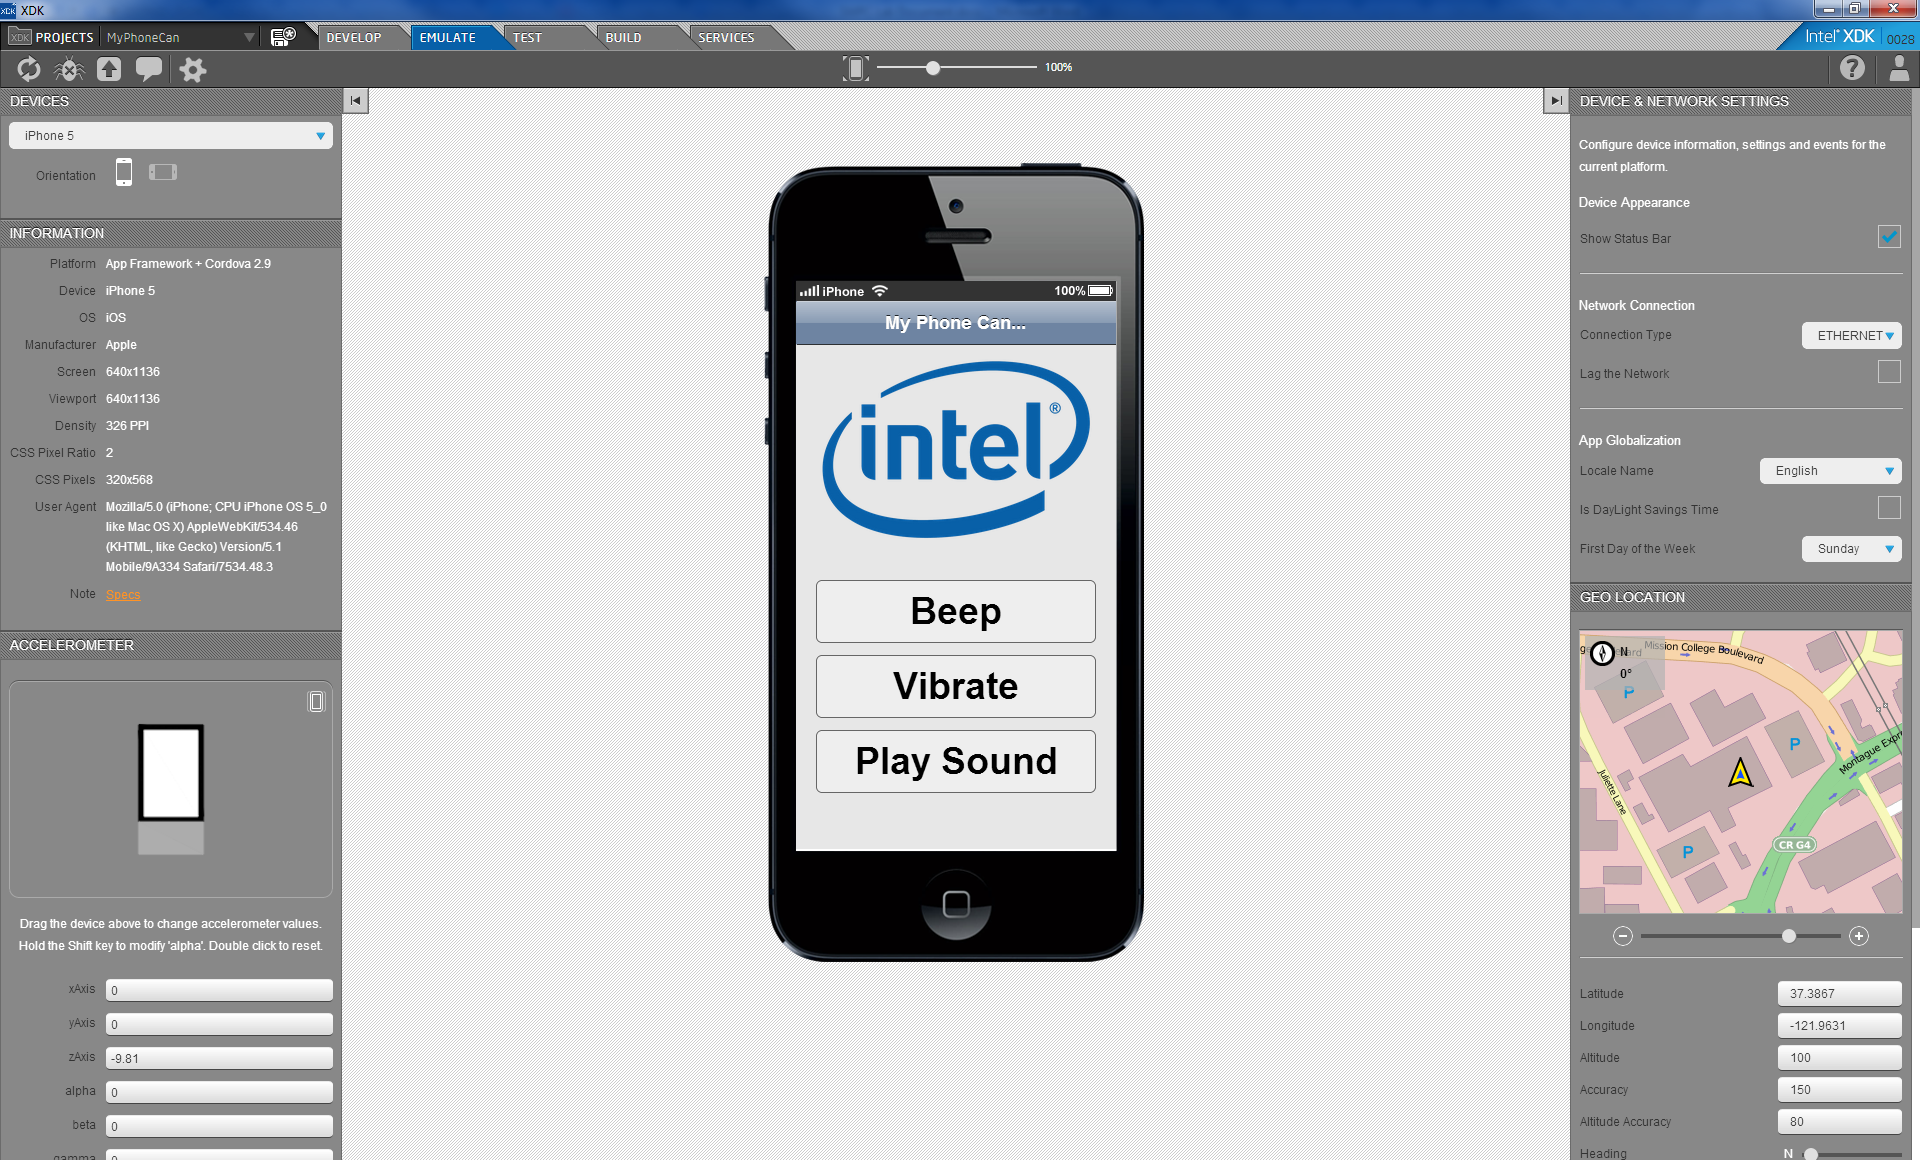 XDK XDK
XDK PROJECTS MyPhoneCan DEVELOP EMULATE TEST BUILD SERVICES Intel® XDK 0028
100%
DEVICES
iPhone 5
Orientation
INFORMATION
Platform App Framework + Cordova 2.9
Device iPhone 5
OS iOS
Manufacturer Apple
Screen 640x1136
Viewport 640x1136
Density 326 PPI
CSS Pixel Ratio 2
CSS Pixels 320x568
User Agent Mozilla/5.0 (iPhone; CPU iPhone OS 5_0
like Mac OS X) AppleWebKit/534.46
(KHTML, like Gecko) Version/5.1
Mobile/9A334 Safari/7534.48.3
Note Specs
ACCELEROMETER
Drag the device above to change accelerometer values.
Hold the Shift key to modify 'alpha'. Double click to reset.
xAxis 0
yAxis 0
zAxis -9.81
alpha 0
beta 0
gamma 0
iPhone 100%
My Phone Can...
intel®
Beep
Vibrate
Play Sound
DEVICE & NETWORK SETTINGS
Configure device information, settings and events for the
current platform.
Device Appearance
Show Status Bar
Network Connection
Connection Type ETHERNET
Lag the Network
App Globalization
Locale Name English
Is DayLight Savings Time
First Day of the Week Sunday
GEO LOCATION
Mission College Boulevard
N
0°
P
P
Montague Expr
Juliette Lane
CR G4
P
Latitude 37.3867
Longitude -121.9631
Altitude 100
Accuracy 150
Altitude Accuracy 80
Heading N